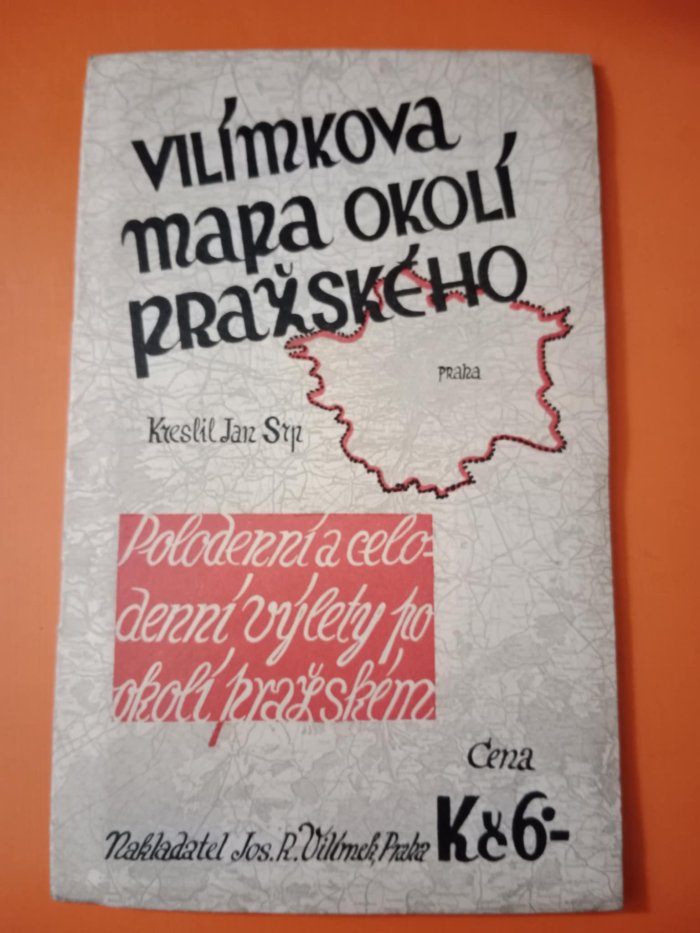 VILÍMKOVA
MAPA OKOLÍ
PRAŽSKÉHO
PRAHA
Kreslil Jan Srp
Polodenní a celo-
denní výlety po
okolí pražském
Cena
Kč 6·-
Nakladatel Jos. R. Vilímek, Praha